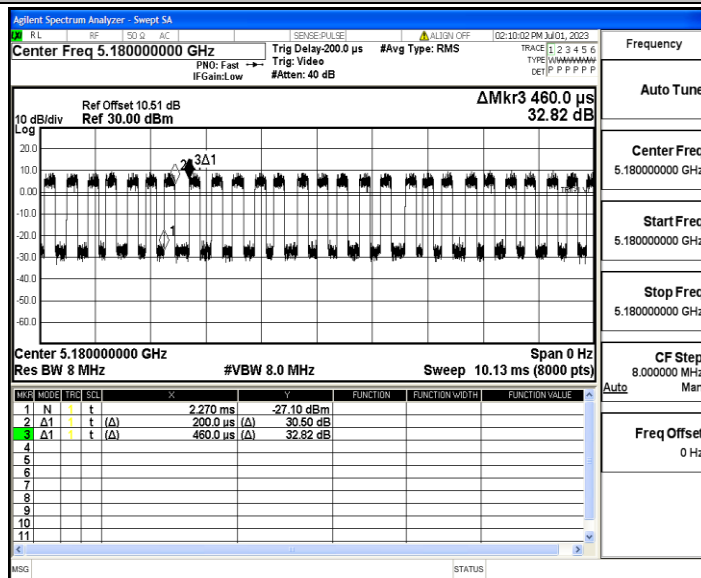 Agilent Spectrum Analyzer - Swept SA
RL RF 50 Ω AC SENSE:PULSE ALIGN OFF 02:10:02 PM Jul 01, 2023
Center Freq 5.180000000 GHz
PNO: Fast
IFGain:Low
Trig Delay-200.0 µs
Trig: Video
#Atten: 40 dB
#Avg Type: RMS
TRACE 1 2 3 4 5 6
TYPE
DET P P P P P P
Ref Offset 10.51 dB
Ref 30.00 dBm
10 dB/div
Log
ΔMkr3 460.0 µs
32.82 dB
20.0
10.0
0.00
-10.0
-20.0
-30.0
-40.0
-50.0
-60.0
2
3Δ1
1
Center 5.180000000 GHz
Res BW 8 MHz
#VBW 8.0 MHz
Span 0 Hz
Sweep 10.13 ms (8000 pts)
MKR MODE TRC SCL X Y FUNCTION FUNCTION WIDTH FUNCTION VALUE
1 N t 2.270 ms -27.10 dBm
2 Δ1 t (Δ) 200.0 µs (Δ) 30.50 dB
3 Δ1 t (Δ) 460.0 µs (Δ) 32.82 dB
4
5
6
7
8
9
10
11
MSG
STATUS
Frequency
Auto Tune
Center Freq
5.180000000 GHz
Start Freq
5.180000000 GHz
Stop Freq
5.180000000 GHz
CF Step
8.000000 MHz
Auto Man
Freq Offset
0 Hz